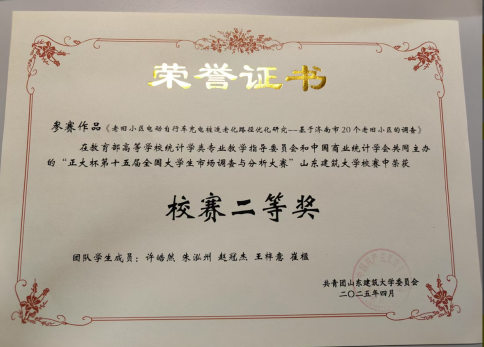 荣誉证书
参赛作品《老旧小区电动自行车充电桩适老化路径优化研究--基于济南市20个老旧小区的调查》
在教育部高等学校统计学类专业教学指导委员会和中国商业统计学会共同主办
的“正大杯第十五届全国大学生市场调查与分析大赛”山东建筑大学校赛中荣获
校赛二等奖
团队学生成员：许皓然 朱泓州 赵冠杰 王梓意 崔楹
共青团山东建筑大学委员会
二〇二五年四月